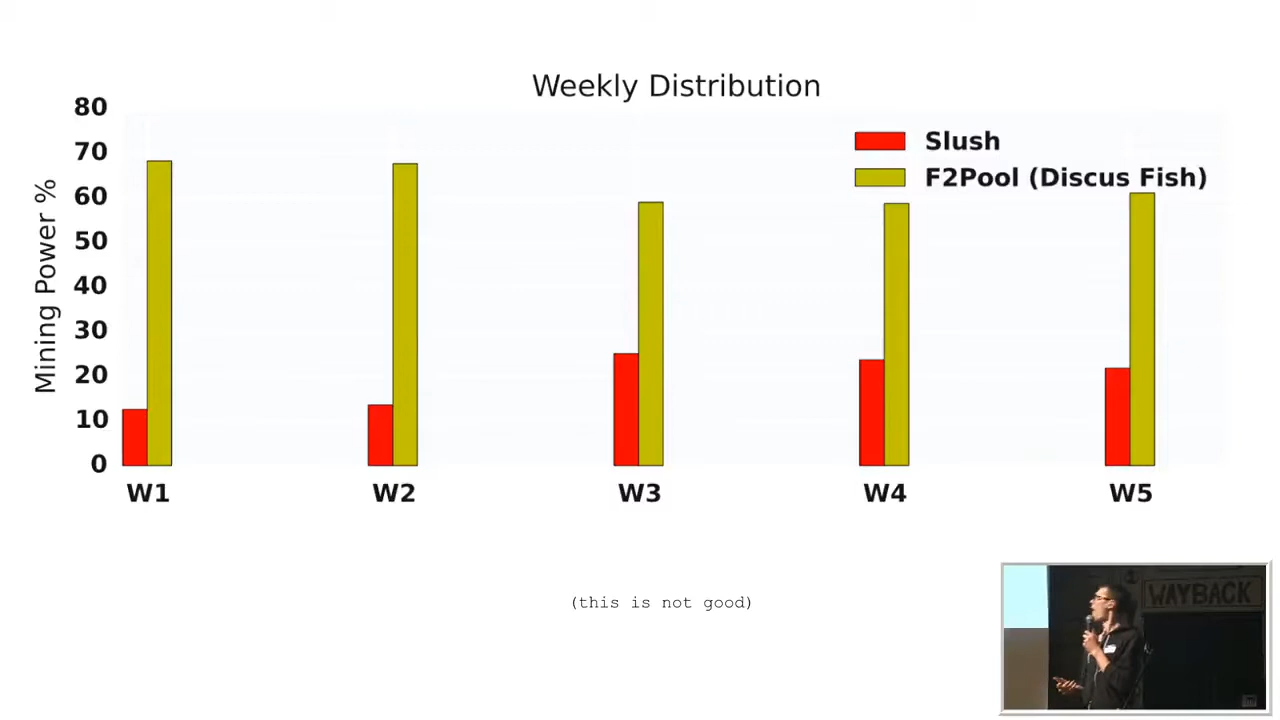 Weekly Distribution
80
70
60
50
40
30
20
10
0
Mining Power %
Slush
F2Pool (Discus Fish)
W1 W2 W3 W4 W5
(this is not good)
WAYBACK